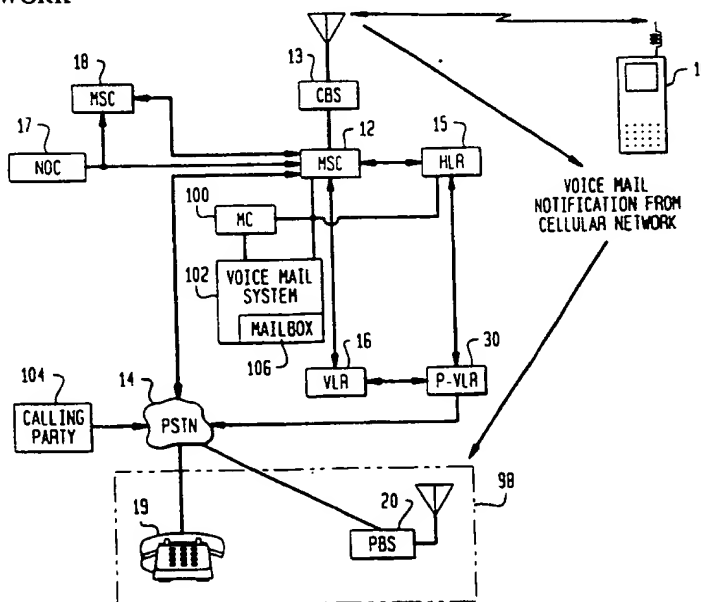 18
MSC
13
CBS
1
17
NOC
12
MSC
15
HLR
100
MC
VOICE MAIL
NOTIFICATION FROM
CELLULAR NETWORK
102
VOICE MAIL
SYSTEM
MAILBOX
106
16
VLR
30
P-VLR
104
CALLING
PARTY
14
PSTN
98
19
20
PBS